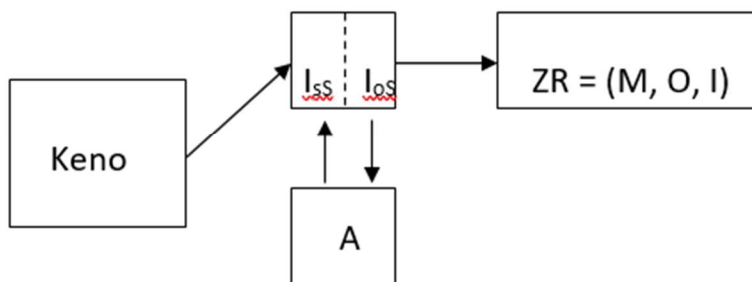 IsS IoS
ZR = (M, O, I)
Keno
A